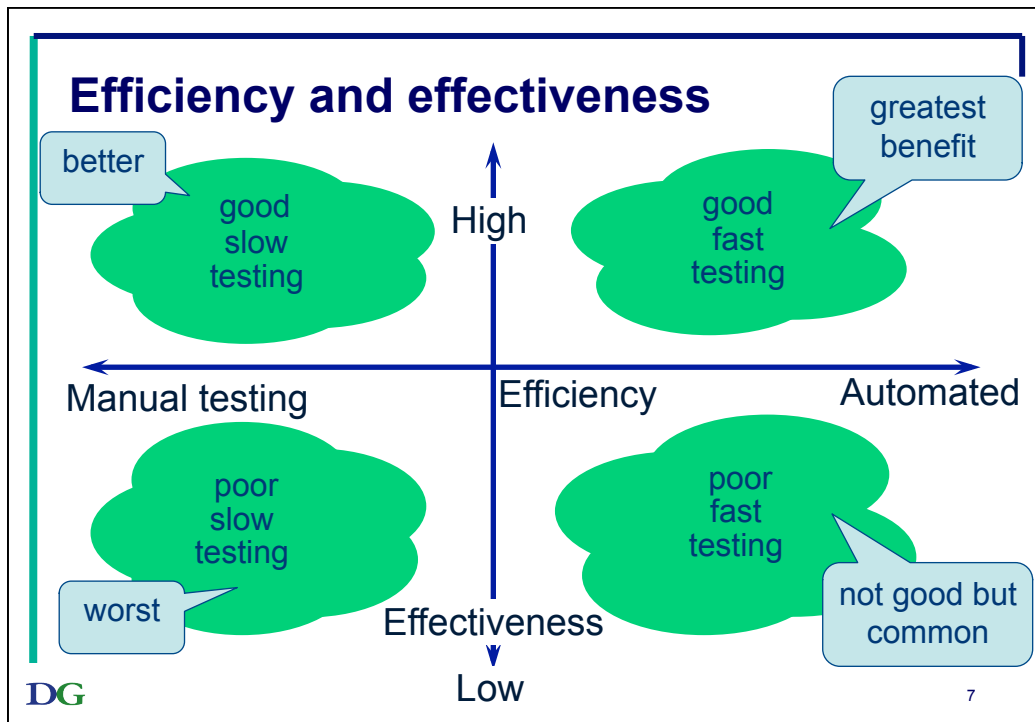 Efficiency and effectiveness
better
good
slow
testing
High
good
fast
testing
greatest
benefit
Manual testing
Efficiency
Automated
poor
slow
testing
worst
Effectiveness
Low
poor
fast
testing
not good but
common
DG
7